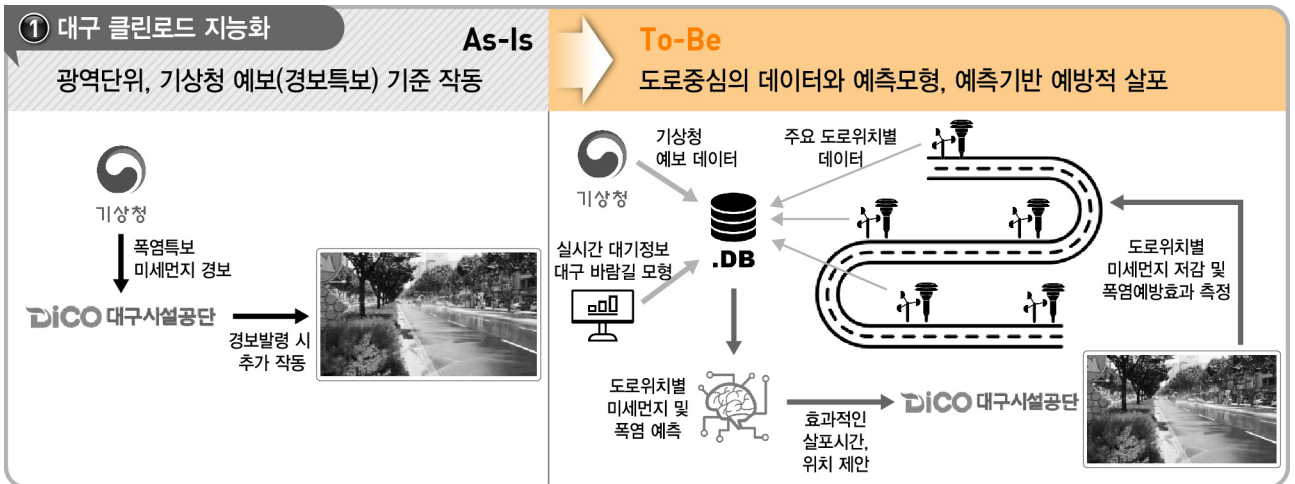 ① 대구 클린로드 지능화
As-Is
광역단위, 기상청 예보(경보특보) 기준 작동
기상청
폭염특보
미세먼지 경보
DiCO 대구시설공단
경보발령 시
추가 작동
To-Be
도로중심의 데이터와 예측모형, 예측기반 예방적 살포
기상청
기상청
예보 데이터
주요 도로위치별
데이터
실시간 대기정보
대구 바람길 모형
.DB
도로위치별
미세먼지 저감 및
폭염예방효과 측정
도로위치별
미세먼지 및
폭염 예측
효과적인
살포시간,
위치 제안
DiCO 대구시설공단